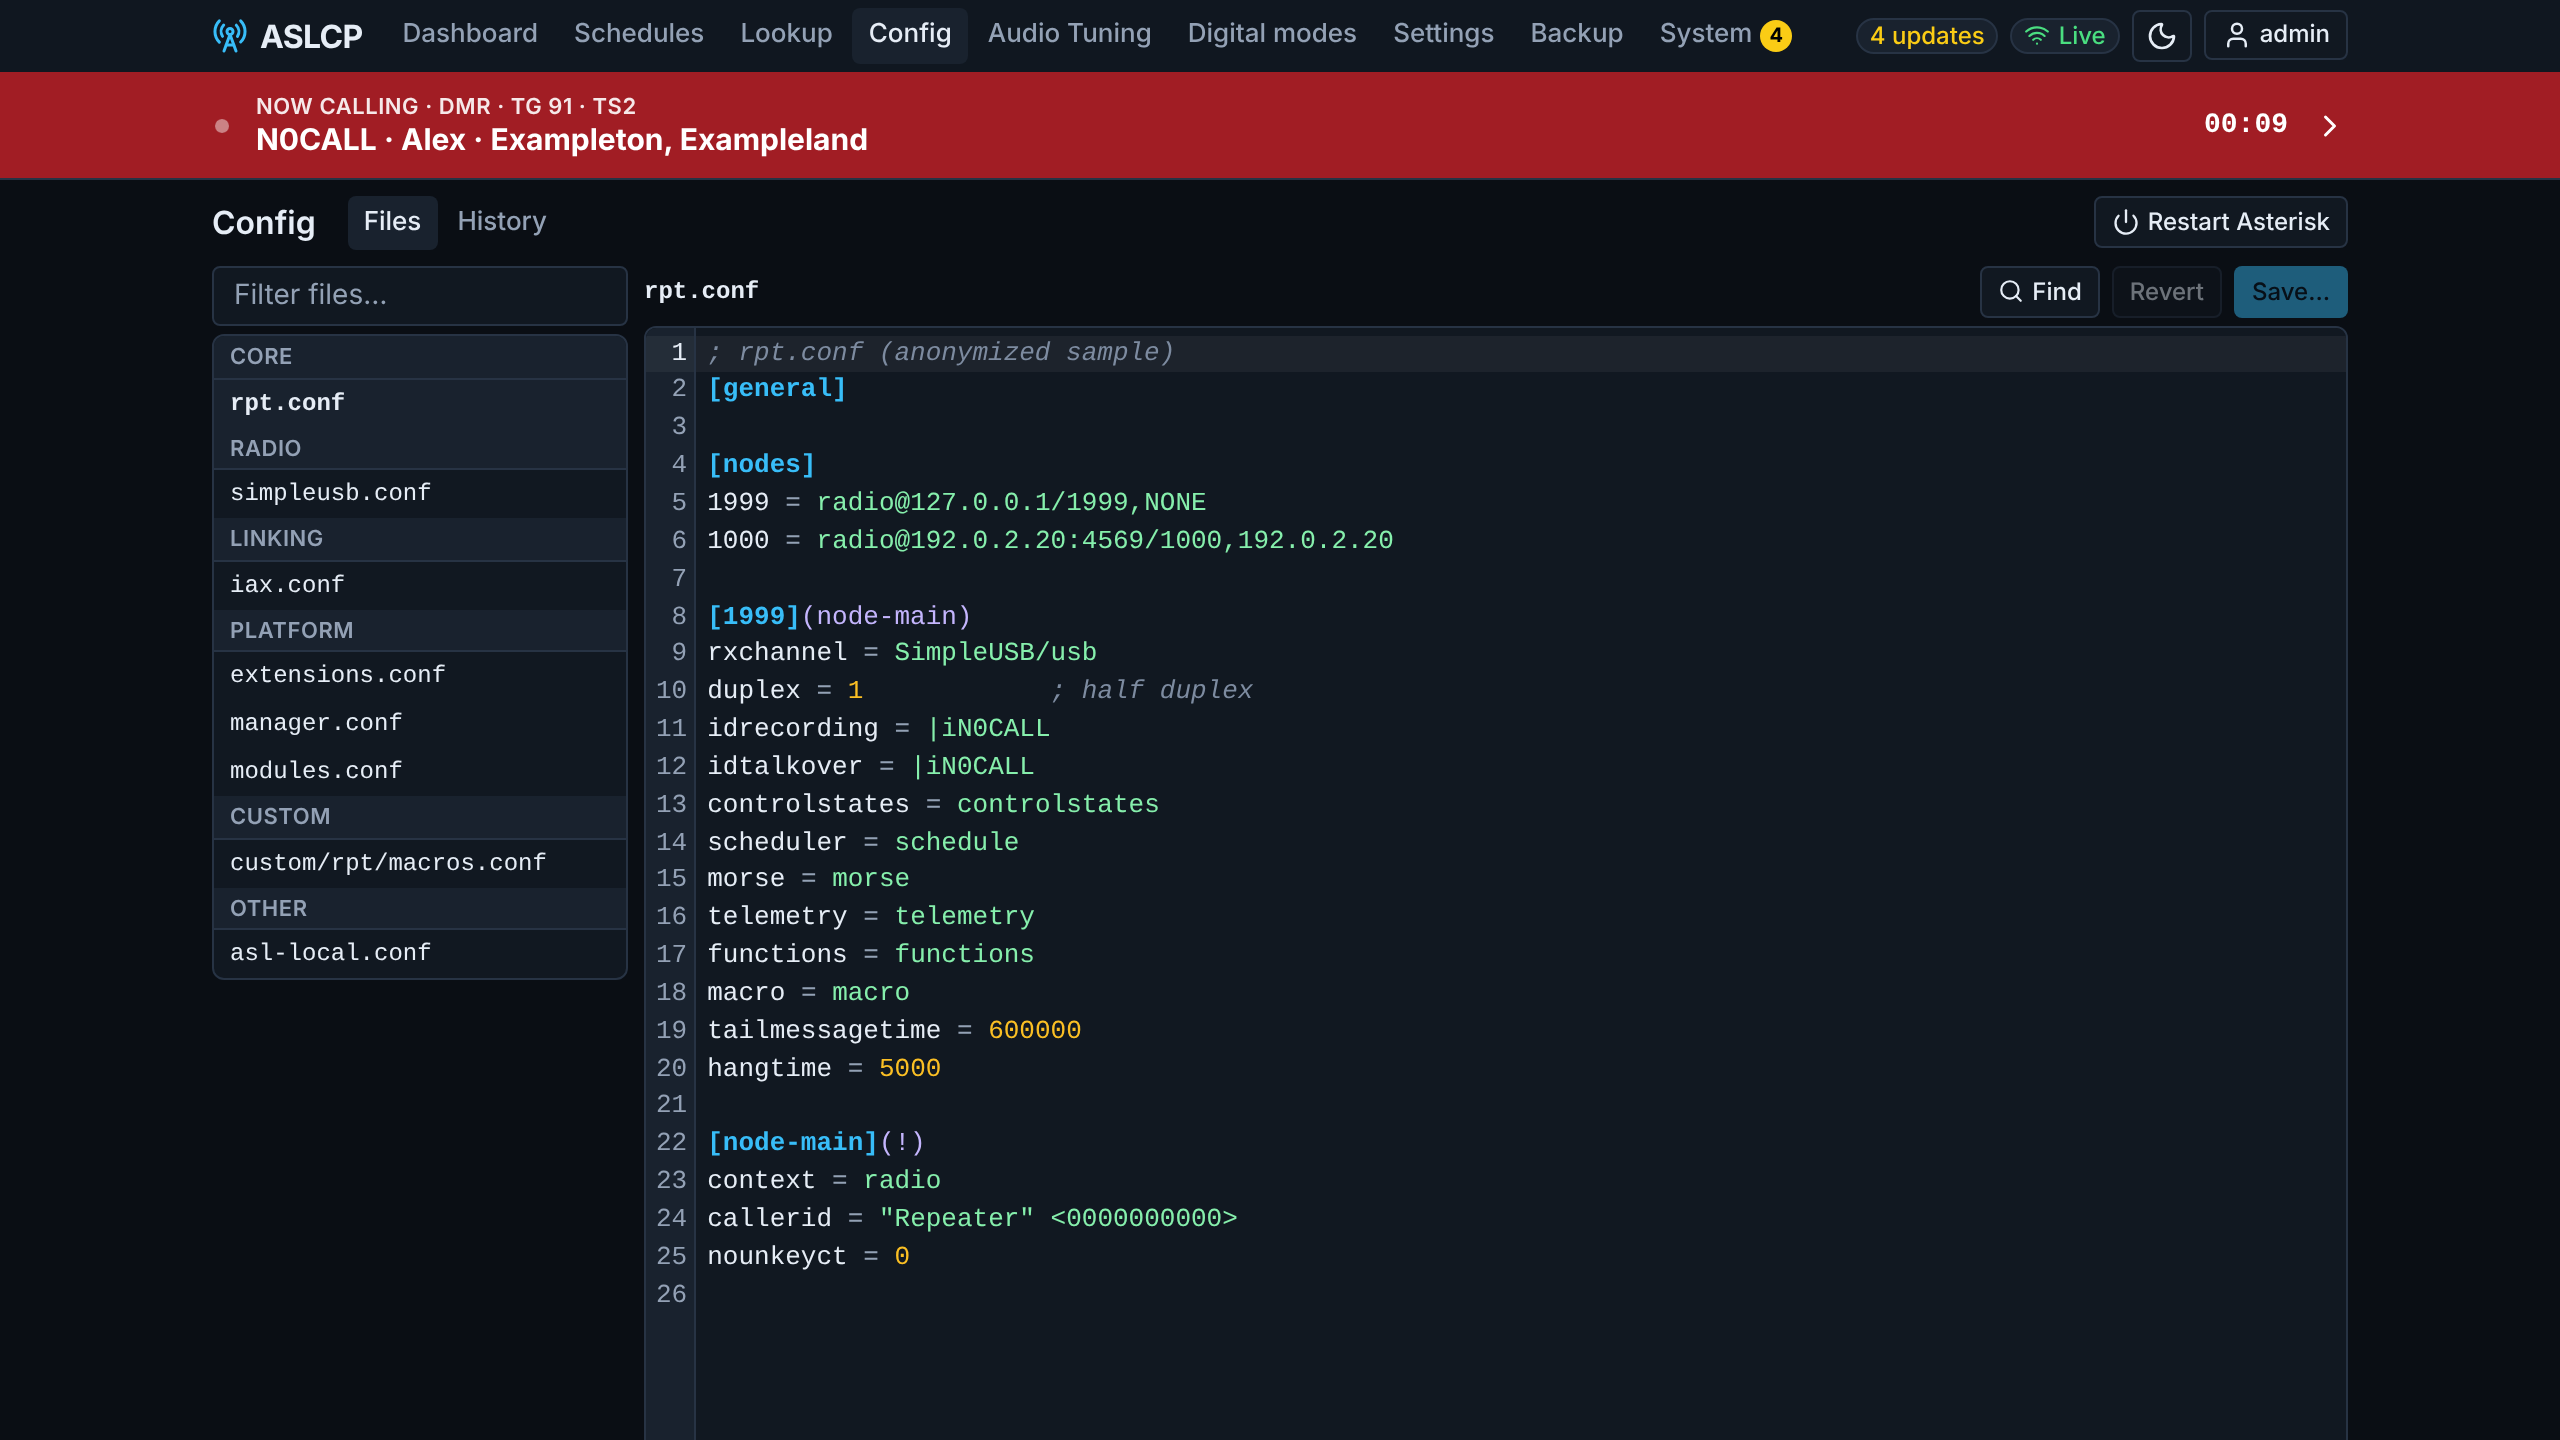 ASLCP Dashboard Schedules Lookup Config Audio Tuning Digital modes Settings Backup System 4 4 updates Live admin
NOW CALLING · DMR · TG 91 · TS2
N0CALL · Alex · Exampleton, Exampleland
00:09
Config Files History Restart Asterisk
Filter files...
CORE
rpt.conf
RADIO
simpleusb.conf
LINKING
iax.conf
PLATFORM
extensions.conf
manager.conf
modules.conf
CUSTOM
custom/rpt/macros.conf
OTHER
asl-local.conf
rpt.conf Find Revert Save...
1 ; rpt.conf (anonymized sample)
2 [general]
3
4 [nodes]
5 1999 = radio@127.0.0.1/1999,NONE
6 1000 = radio@192.0.2.20:4569/1000,192.0.2.20
7
8 [1999](node-main)
9 rxchannel = SimpleUSB/usb
10 duplex = 1            ; half duplex
11 idrecording = |iN0CALL
12 idtalkover = |iN0CALL
13 controlstates = controlstates
14 scheduler = schedule
15 morse = morse
16 telemetry = telemetry
17 functions = functions
18 macro = macro
19 tailmessagetime = 600000
20 hangtime = 5000
21
22 [node-main](!)
23 context = radio
24 callerid = "Repeater" <0000000000>
25 nounkeyct = 0
26